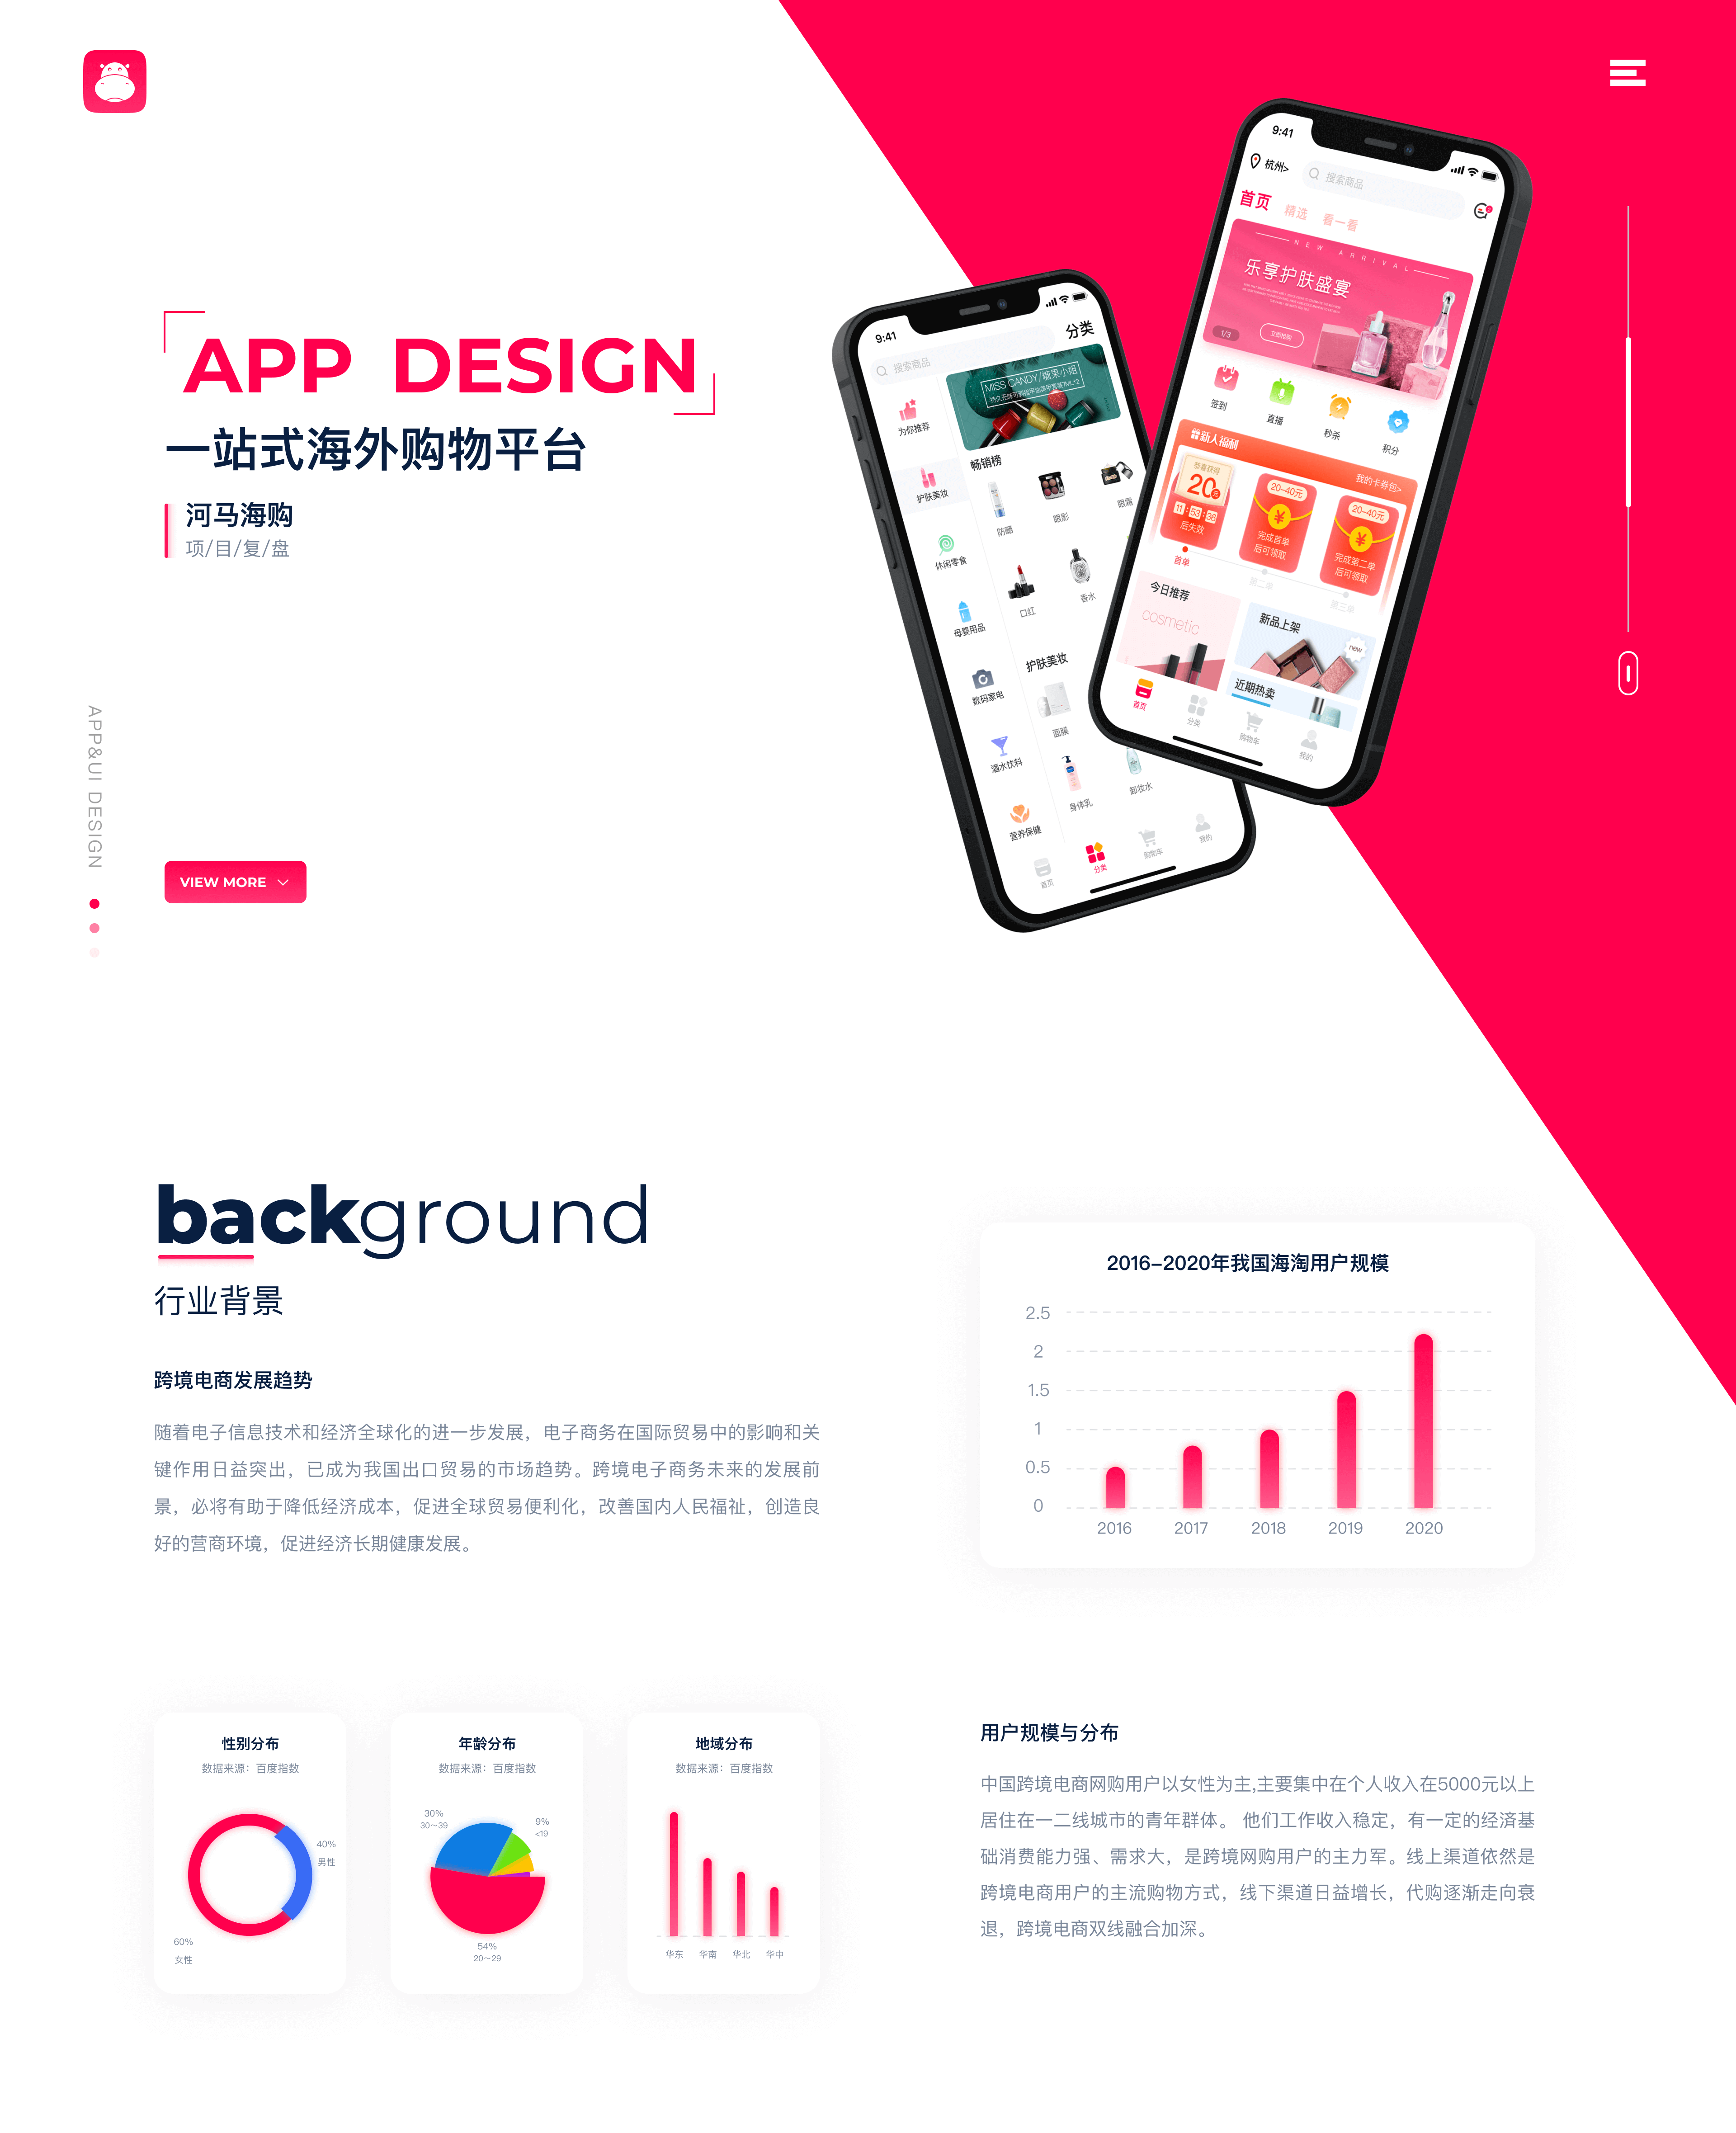 APP DESIGN
一站式海外购物平台
河马海购
项/目/复/盘
APP&UI DESIGN
VIEW MORE
9:41
分类
搜索商品
MISS CANDY/糖果小姐
为你推荐
护肤美妆
休闲零食
母婴用品
数码家电
酒水饮料
营养保健
畅销榜
防晒
眼影
眼霜
口红
香水
护肤美妆
面膜
身体乳
卸妆水
首页
分类
购物车
我的
9:41
杭州>
搜索商品
首页
精选
看一看
NEW ARRIVAL
乐享护肤盛宴
1/3
签到
直播
秒杀
积分
新人福利
我的卡券包>
恭喜获得
20元
11:53:36
后失效
20-40元
¥
完成首单
后可领取
20-40元
¥
完成第二单
后可领取
首单
第二单
第三单
今日推荐
cosmetic
新品上架
new
近期热卖
首页
分类
购物车
我的
background
行业背景
跨境电商发展趋势
随着电子信息技术和经济全球化的进一步发展，电子商务在国际贸易中的影响和关
键作用日益突出，已成为我国出口贸易的市场趋势。跨境电子商务未来的发展前
景，必将有助于降低经济成本，促进全球贸易便利化，改善国内人民福祉，创造良
好的营商环境，促进经济长期健康发展。
2016-2020年我国海淘用户规模
2.5
2
1.5
1
0.5
0
2016 2017 2018 2019 2020
性别分布
数据来源：百度指数
40%
男性
60%
女性
年龄分布
数据来源：百度指数
30%
30～39
9%
<19
54%
20～29
地域分布
数据来源：百度指数
华东 华南 华北 华中
用户规模与分布
中国跨境电商网购用户以女性为主,主要集中在个人收入在5000元以上
居住在一二线城市的青年群体。 他们工作收入稳定，有一定的经济基
础消费能力强、需求大，是跨境网购用户的主力军。线上渠道依然是
跨境电商用户的主流购物方式，线下渠道日益增长，代购逐渐走向衰
退，跨境电商双线融合加深。